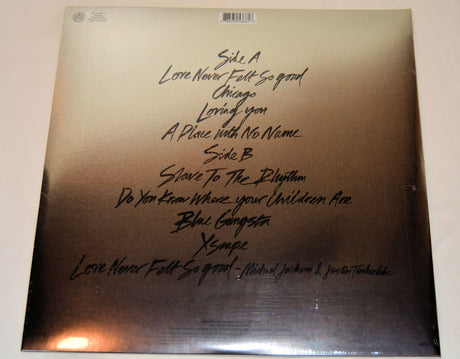 Side A
Love Never Felt So good
Chicago
Loving you
A Place with No Name
Side B
Slave To The Rhythm
Do You Know Where your Children Are
Blue Gangsta
Xscape
Love Never Felt So good - Michael Jackson & Justin Timberlake